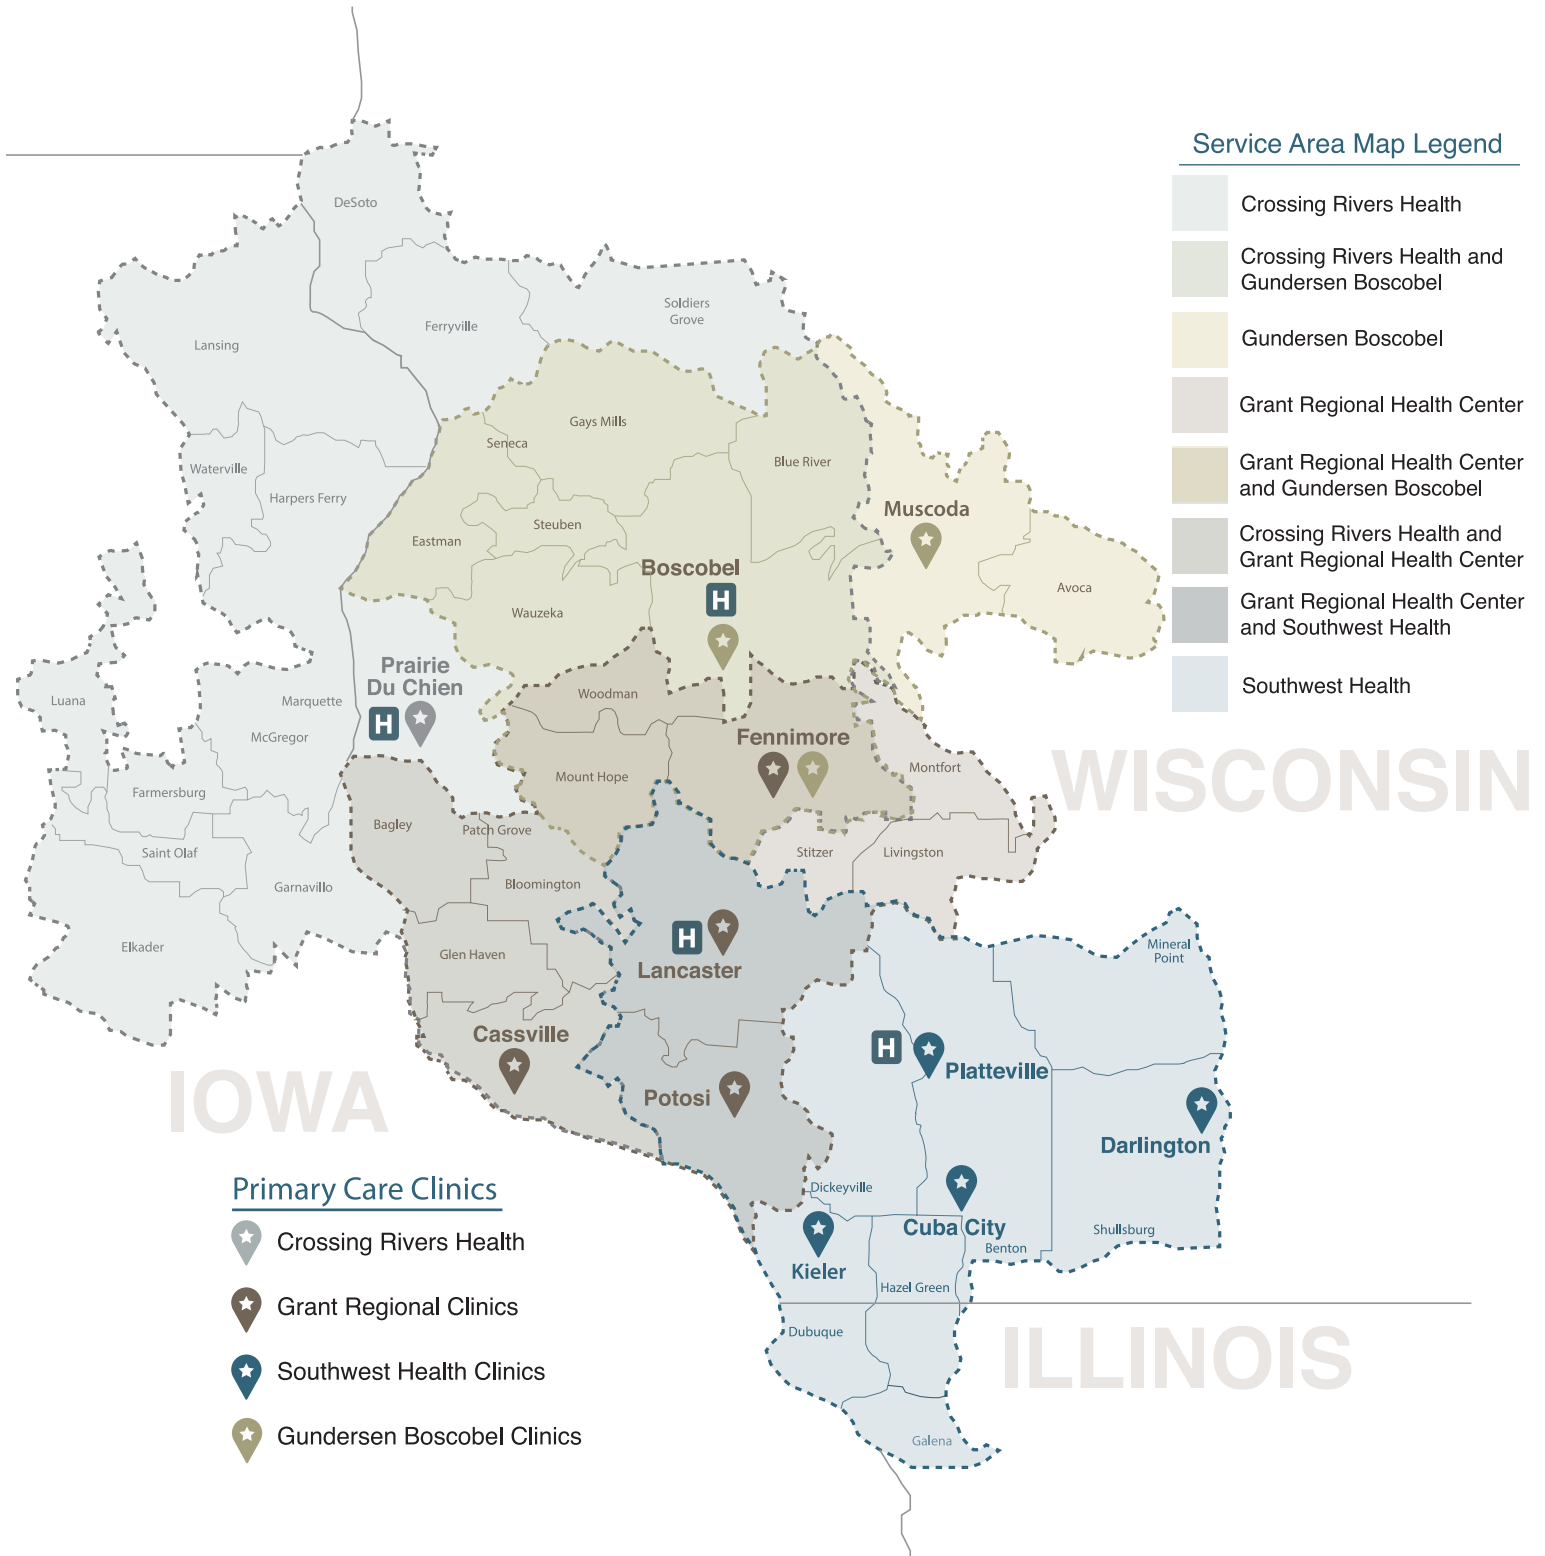 Service Area Map Legend
Crossing Rivers Health
Crossing Rivers Health and
Gundersen Boscobel
Gundersen Boscobel
Grant Regional Health Center
Grant Regional Health Center
and Gundersen Boscobel
Crossing Rivers Health and
Grant Regional Health Center
Grant Regional Health Center
and Southwest Health
Southwest Health
DeSoto
Lansing
Ferryville
Soldiers
Grove
Waterville
Harpers Ferry
Seneca
Gays Mills
Blue River
Eastman
Steuben
Wauzeka
Boscobel
H
Muscoda
Avoca
Prairie
Du Chien
H
Luana
Marquette
McGregor
Farmersburg
Saint Olaf
Garnavillo
Elkader
Woodman
Mount Hope
Fennimore
Montfort
Stitzer
Livingston
WISCONSIN
Bagley
Patch Grove
Bloomington
Glen Haven
Cassville
H
Lancaster
Potosi
IOWA
Mineral
Point
H
Platteville
Darlington
Dickeyville
Cuba City
Kieler
Benton
Shullsburg
Hazel Green
Dubuque
Galena
ILLINOIS
Primary Care Clinics
Crossing Rivers Health
Grant Regional Clinics
Southwest Health Clinics
Gundersen Boscobel Clinics